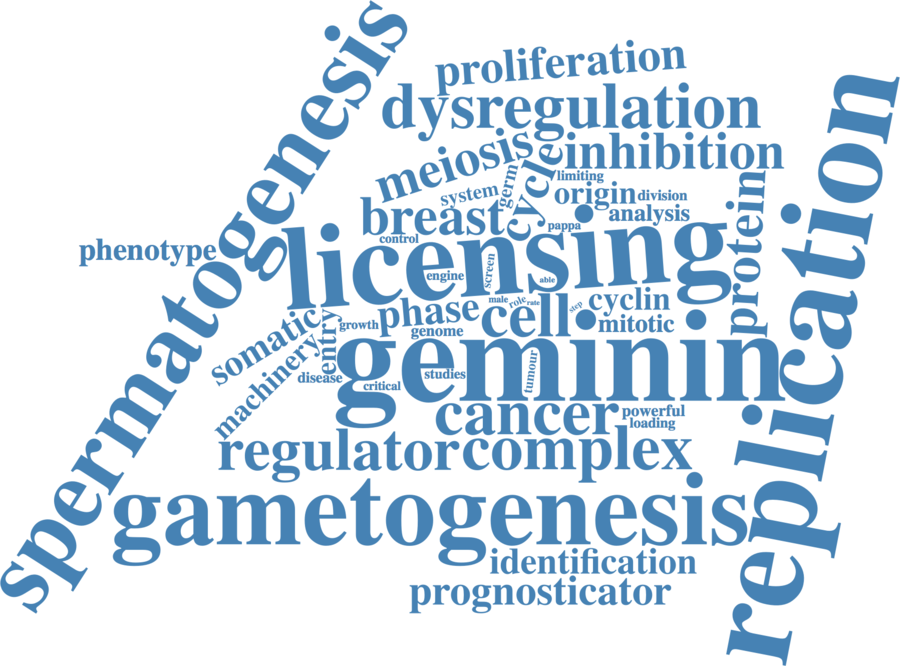 spermatogenesis
proliferation
dysregulation
replication
meiosis
cycle
inhibition
germ
limiting
system
origin
division
protein
breast
analysis
pappa
control
phenotype
licensing
engine
screen
able
male
role
rate
step
cyclin
phase
cell
mitotic
growth
genome
somatic
entry
machinery
geminin
disease
critical
studies
tumour
cancer
powerful
loading
regulator
complex
gametogenesis
identification
prognosticator